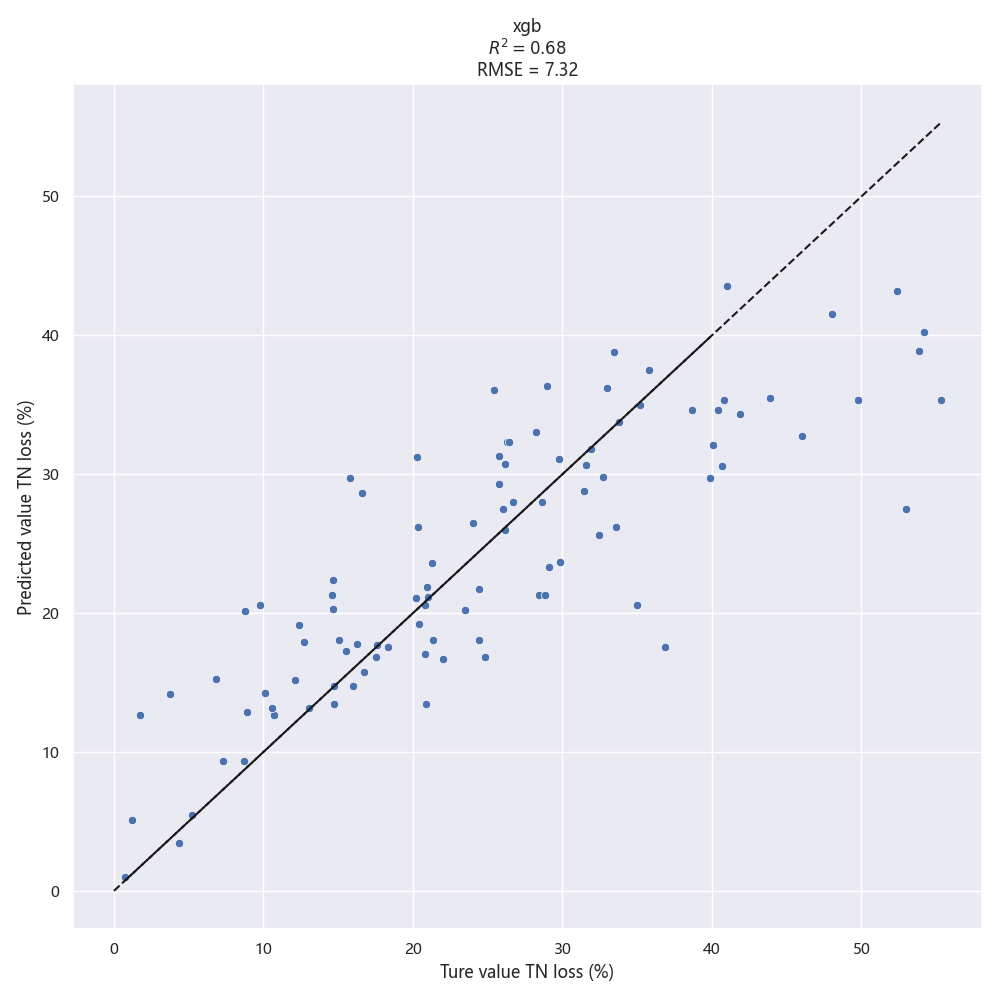 xgb
R² = 0.68
RMSE = 7.32
Predicted value TN loss (%)
50
40
30
20
10
0
0 10 20 30 40 50
Ture value TN loss (%)